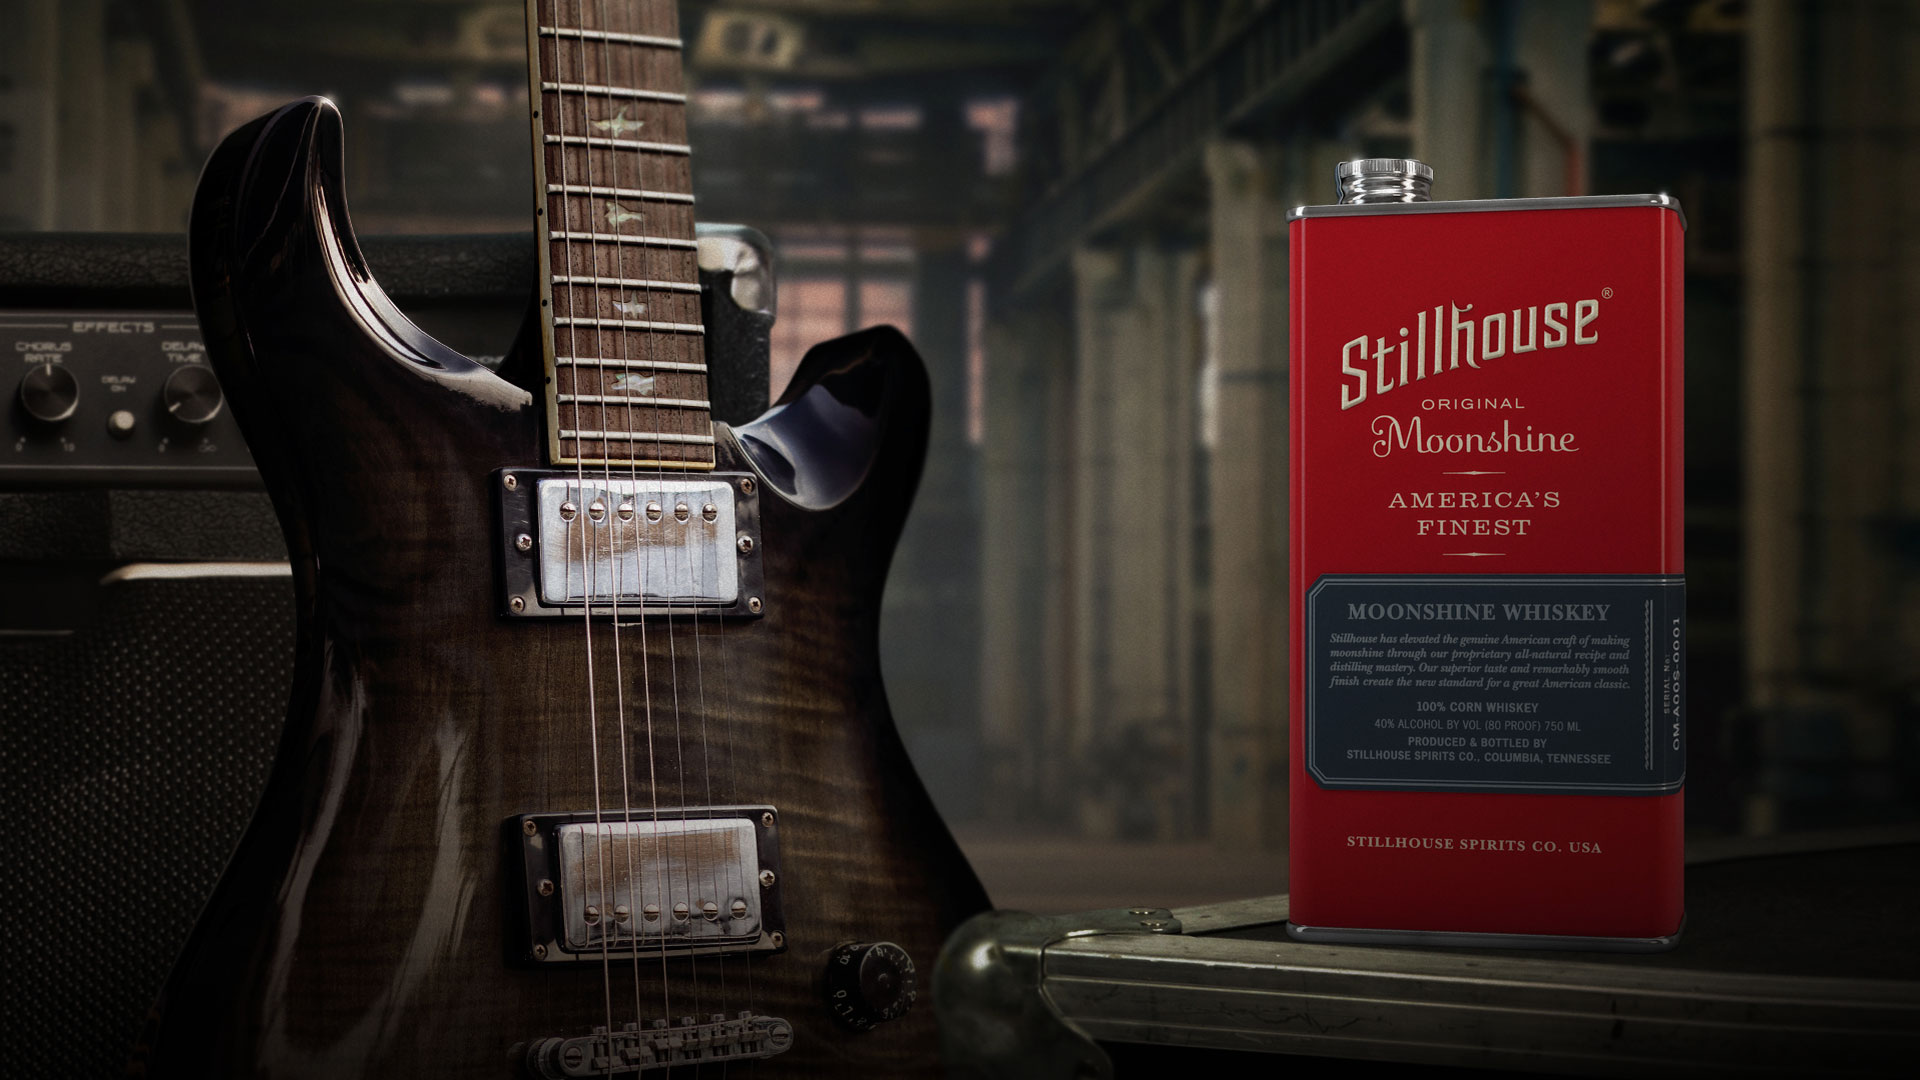 EFFECTS
CHORUS
RATE
DELAY
ON
DELAY
TIME
Stillhouse®
ORIGINAL
Moonshine
AMERICA'S
FINEST
MOONSHINE WHISKEY
Stillhouse has elevated the genuine American craft of making
moonshine through our proprietary all-natural recipe and
distilling mastery. Our superior taste and remarkably smooth
finish create the new standard for a great American classic.
100% CORN WHISKEY
40% ALCOHOL BY VOL (80 PROOF) 750 ML
PRODUCED & BOTTLED BY
STILLHOUSE SPIRITS CO., COLUMBIA, TENNESSEE
SERIAL No:
OM-A00S-0001
STILLHOUSE SPIRITS CO. USA